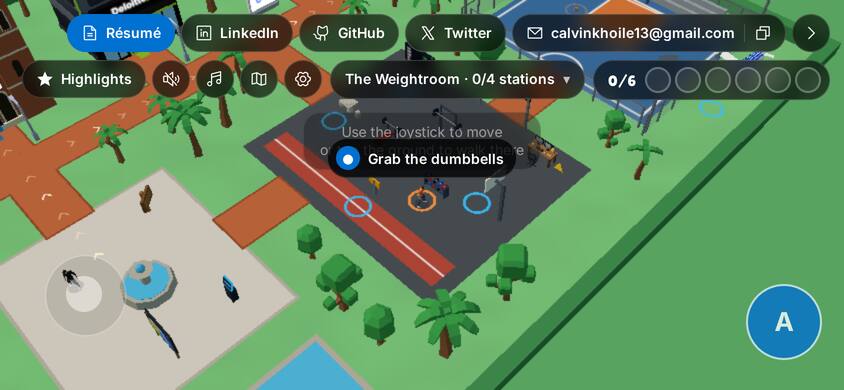 Deloitte
Résumé
LinkedIn
GitHub
Twitter
calvinkhoile13@gmail.com
Highlights
The Weightroom · 0/4 stations
0/6
Use the joystick to move
Grab the dumbbells
A